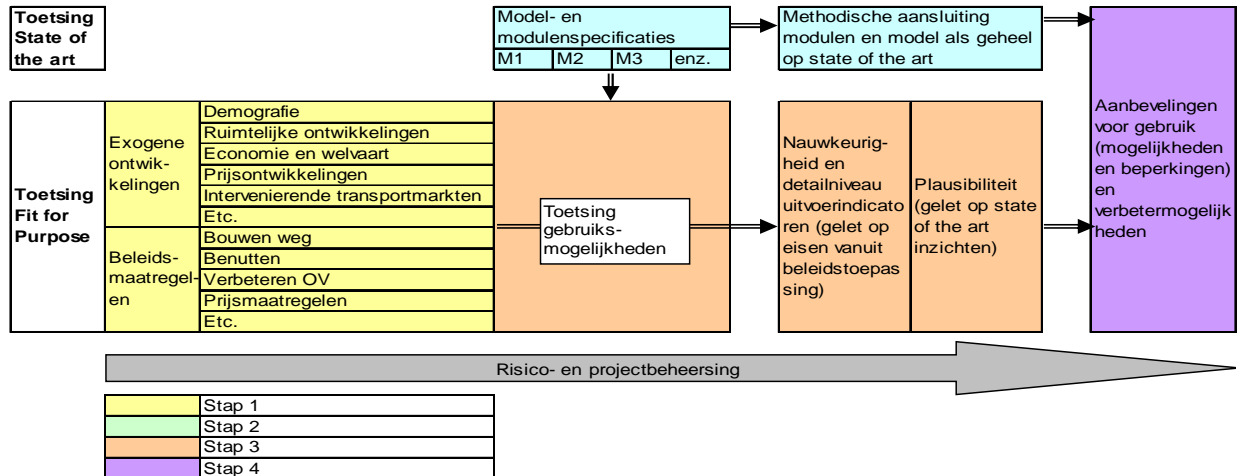 Toetsing
State of
the art
Model- en
modulenspecificaties
M1
M2
M3
enz.
Methodische aansluiting
modulen en model als geheel
op state of the art
Toetsing
Fit for
Purpose
Exogene
ontwik-
kelingen
Demografie
Ruimtelijke ontwikkelingen
Economie en welvaart
Prijsontwikkelingen
Intervenierende transportmarkten
Etc.
Beleids-
maatregel-
en
Bouwen weg
Benutten
Verbeteren OV
Prijsmaatregelen
Etc.
Toetsing
gebruiks-
mogelijkheden
Nauwkeurig-
heid en
detailniveau
uitvoerindicato
ren (gelet op
eisen vanuit
beleidstoepas
sing)
Plausibiliteit
(gelet op state
of the art
inzichten)
Aanbevelingen
voor gebruik
(mogelijkheden
en beperkingen)
en
verbetermogelijk
heden
Risico- en projectbeheersing
Stap 1
Stap 2
Stap 3
Stap 4